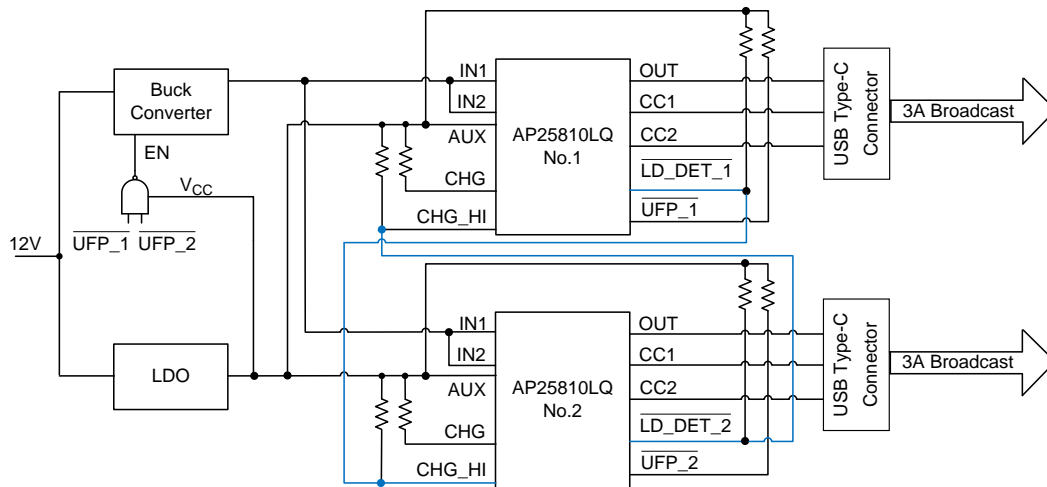 Buck
Converter
EN
V_CC
UFP_1 UFP_2
12V
LDO
IN1
IN2
AUX
CHG
CHG_HI
AP25810LQ
No.1
OUT
CC1
CC2
LD_DET_1
UFP_1
USB Type-C
Connector
3A Broadcast
IN1
IN2
AUX
CHG
CHG_HI
AP25810LQ
No.2
OUT
CC1
CC2
LD_DET_2
UFP_2
USB Type-C
Connector
3A Broadcast